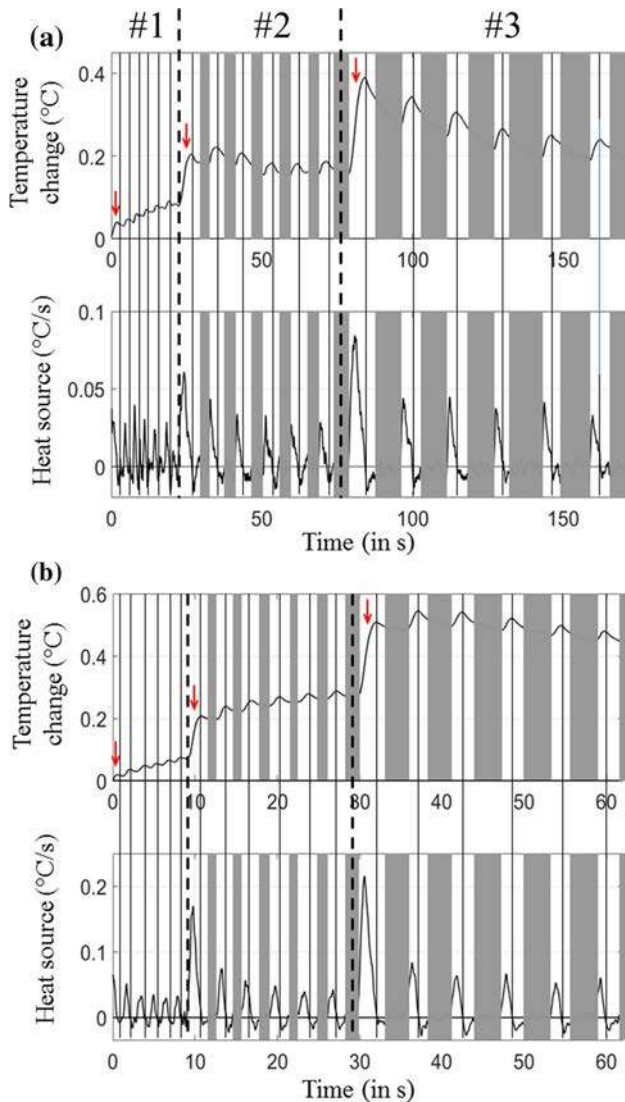 (a) #1 #2 #3
Temperature
change (°C)
0.4
0.2
0
0 50 100 150
Heat source (°C/s)
0.1
0.05
0
0 50 100 150
Time (in s)
(b)
Temperature
change (°C)
0.6
0.4
0.2
0
0 10 20 30 40 50 60
Heat source (°C/s)
0.2
0.1
0
0 10 20 30 40 50 60
Time (in s)